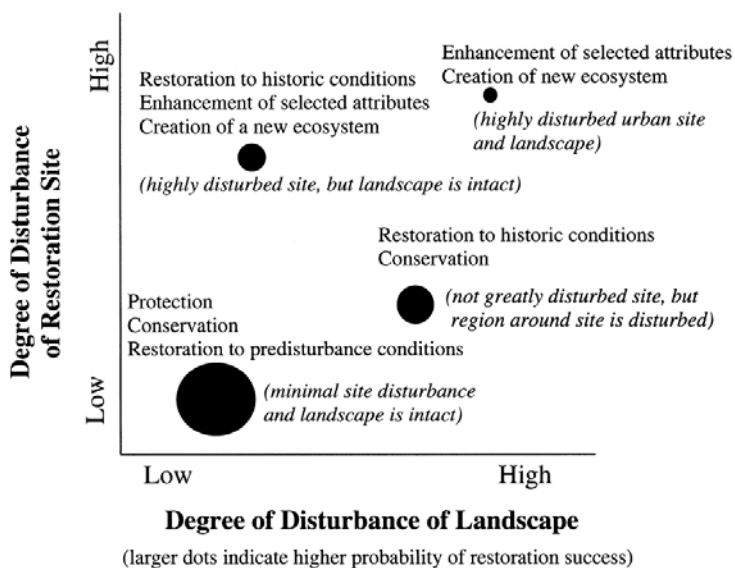 Degree of Disturbance
of Restoration Site
High
Low
Restoration to historic conditions
Enhancement of selected attributes
Creation of a new ecosystem
(highly disturbed site, but landscape is intact)
Enhancement of selected attributes
Creation of new ecosystem
(highly disturbed urban site
and landscape)
Restoration to historic conditions
Conservation
(not greatly disturbed site, but
region around site is disturbed)
Protection
Conservation
Restoration to predisturbance conditions
(minimal site disturbance
and landscape is intact)
Low
High
Degree of Disturbance of Landscape
(larger dots indicate higher probability of restoration success)